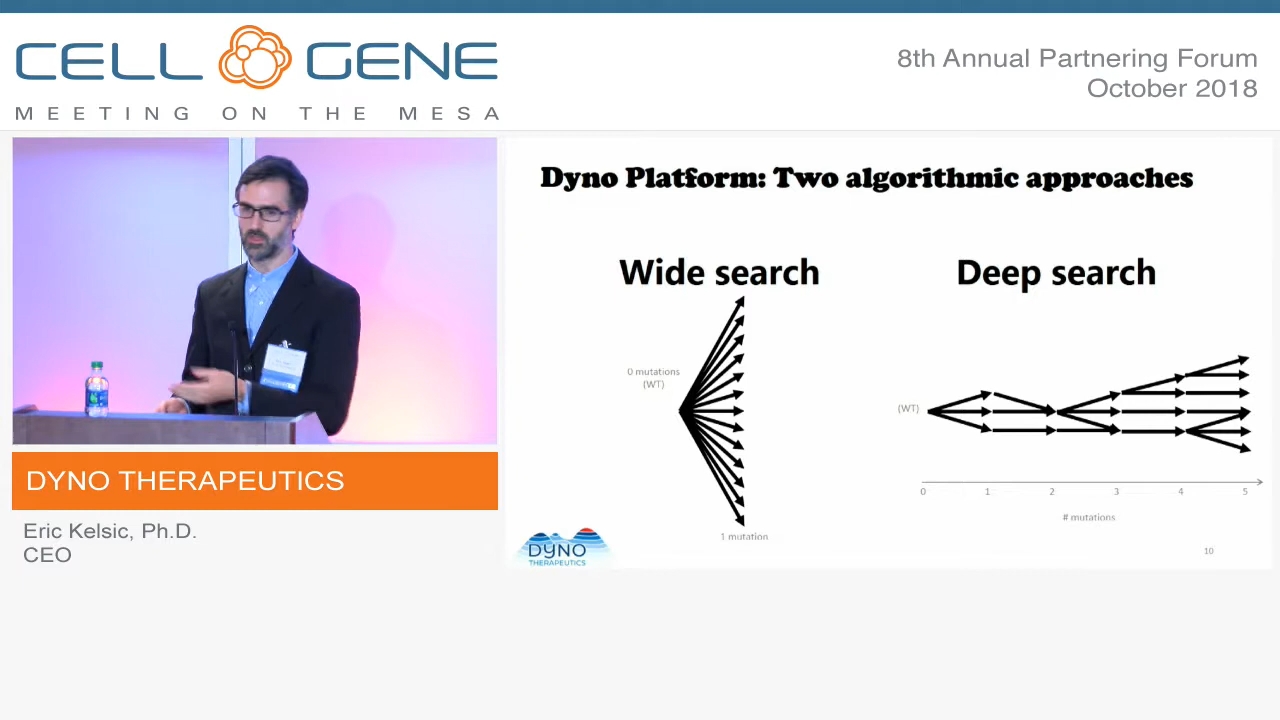 CELL GENE
MEETING ON THE MESA
8th Annual Partnering Forum
October 2018
Dyno Platform: Two algorithmic approaches
Wide search
Deep search
0 mutations
(WT)
1 mutation
(WT)
0 1 2 3 4 5
# mutations
DYNO
THERAPEUTICS
10
DYNO THERAPEUTICS
Eric Kelsic, Ph.D.
CEO